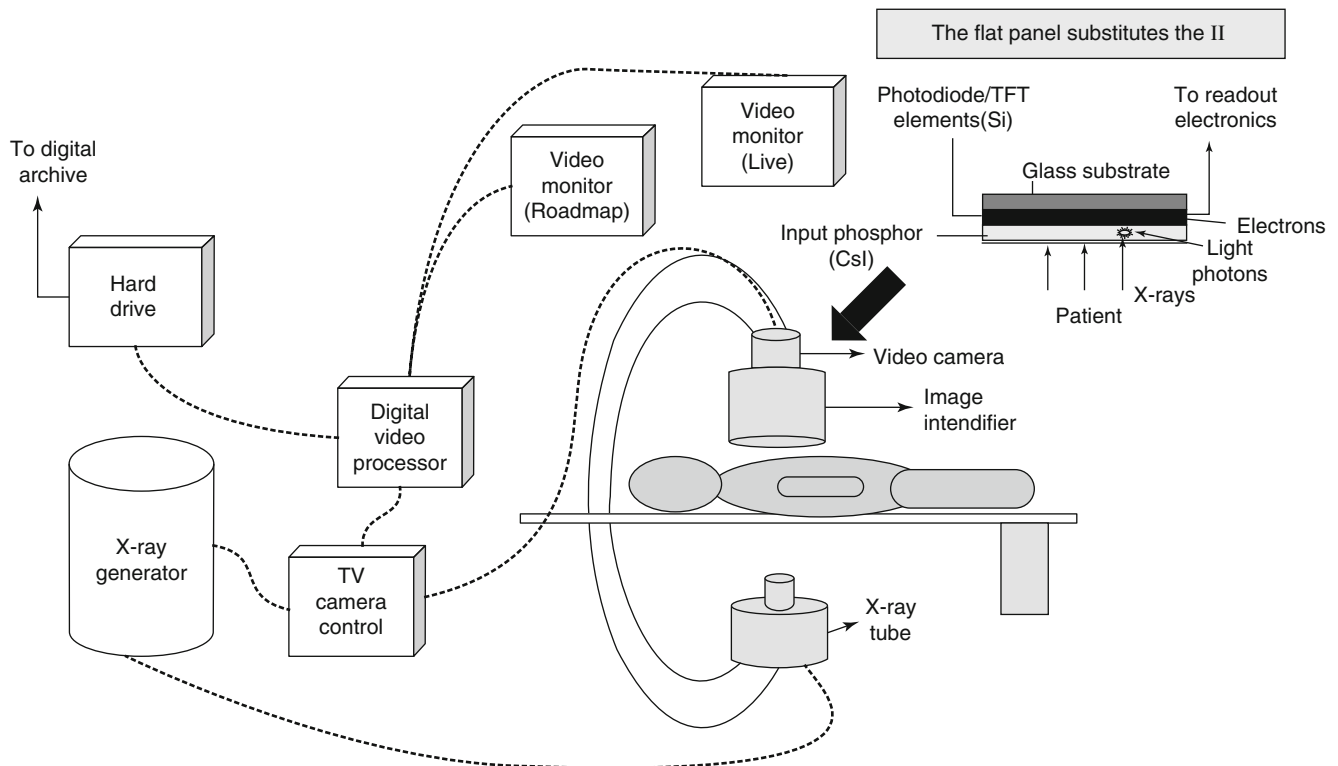 The flat panel substitutes the II
Photodiode/TFT
elements(Si)
To readout
electronics
Glass substrate
Electrons
Light
photons
X-rays
Patient
Input phosphor
(CsI)
Video
monitor
(Live)
Video
monitor
(Roadmap)
To digital
archive
Hard
drive
Video camera
Image
intendifier
Digital
video
processor
X-ray
generator
TV
camera
control
X-ray
tube